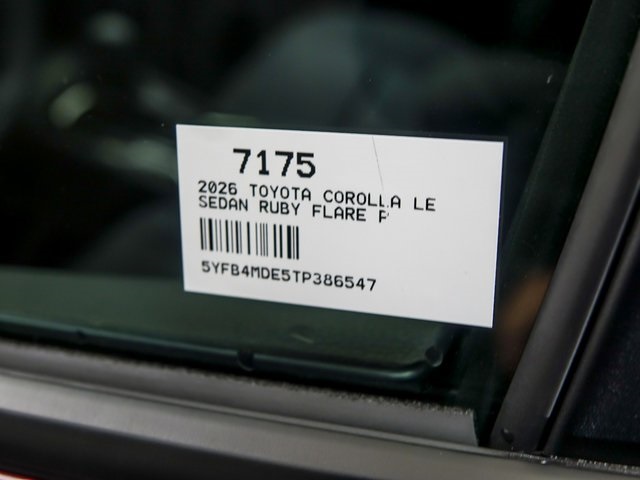 7175
2026 TOYOTA COROLLA LE
SEDAN RUBY FLARE P
5YFB4MDE5TP386547